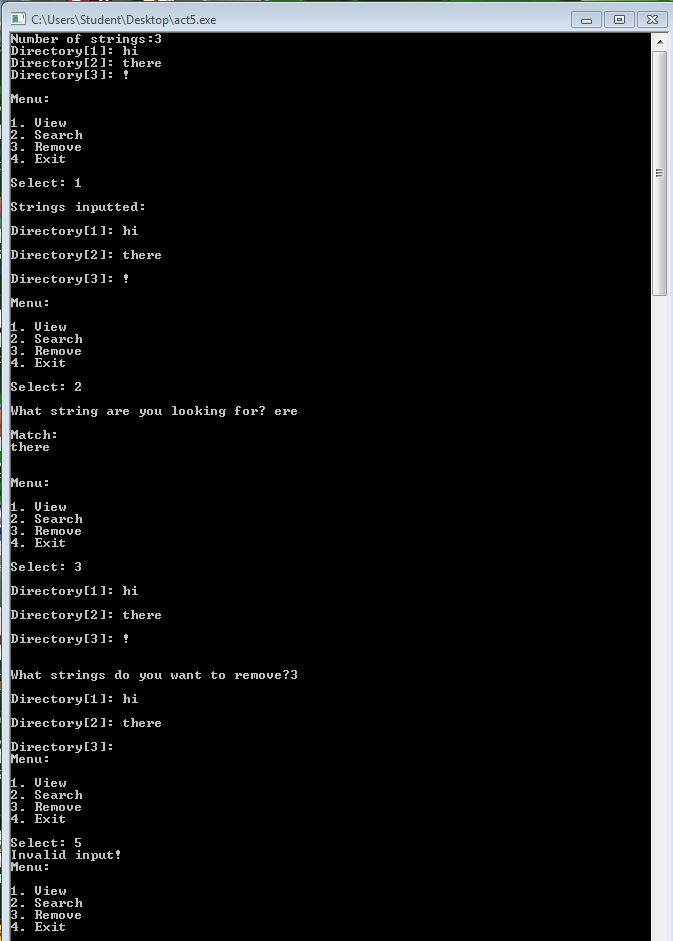 C:\Users\Student\Desktop\act5.exe
Number of strings:3
Directory[1]: hi
Directory[2]: there
Directory[3]: !
Menu:
1. View
2. Search
3. Remove
4. Exit
Select: 1
Strings inputted:
Directory[1]: hi
Directory[2]: there
Directory[3]: !
Menu:
1. View
2. Search
3. Remove
4. Exit
Select: 2
What string are you looking for? ere
Match:
there
Menu:
1. View
2. Search
3. Remove
4. Exit
Select: 3
Directory[1]: hi
Directory[2]: there
Directory[3]: !
What strings do you want to remove?3
Directory[1]: hi
Directory[2]: there
Directory[3]:
Menu:
1. View
2. Search
3. Remove
4. Exit
Select: 5
Invalid input!
Menu:
1. View
2. Search
3. Remove
4. Exit